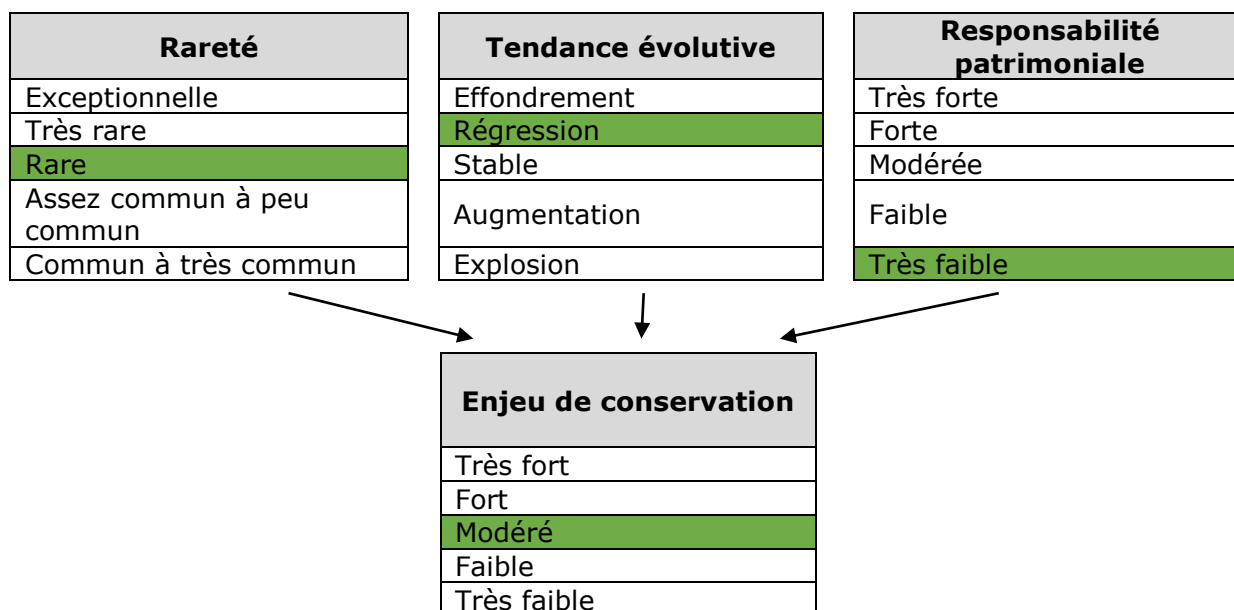 Rareté
Exceptionnelle
Très rare
Rare
Assez commun à peu
commun
Commun à très commun
Tendance évolutive
Effondrement
Régression
Stable
Augmentation
Explosion
Responsabilité
patrimoniale
Très forte
Forte
Modérée
Faible
Très faible
Enjeu de conservation
Très fort
Fort
Modéré
Faible
Très faible